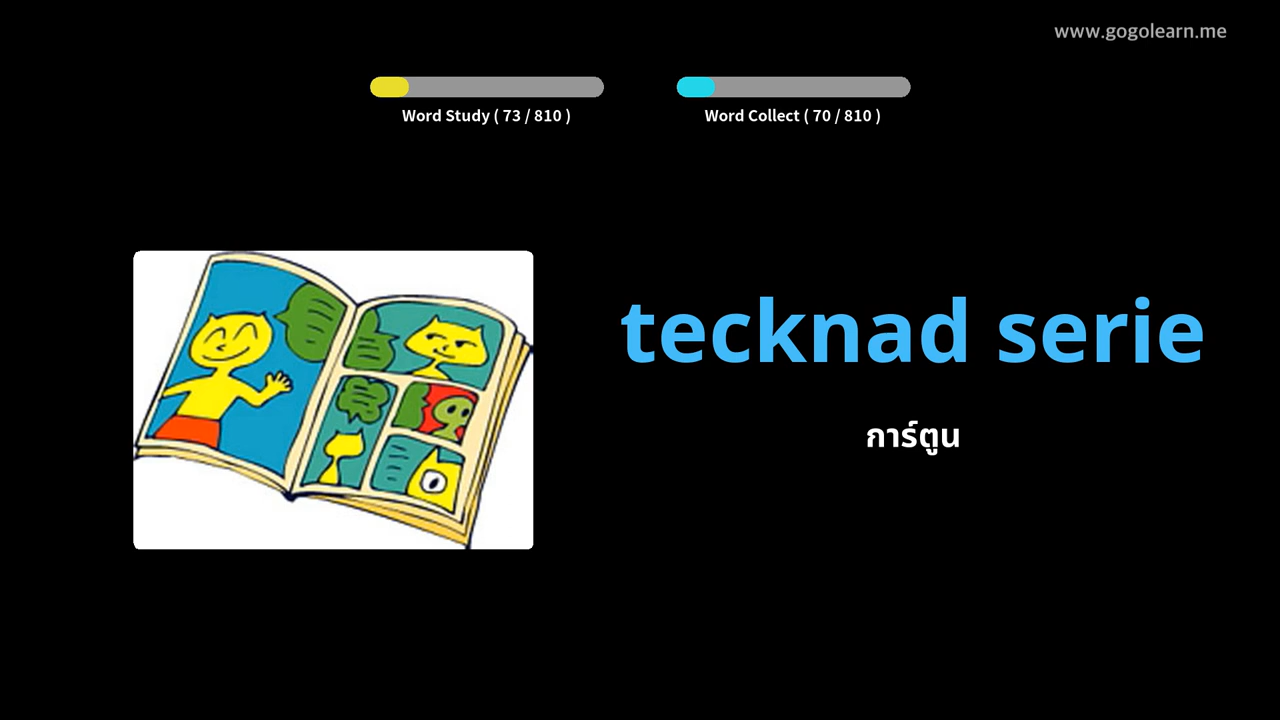 www.gogolearn.me
Word Study ( 73 / 810 )
Word Collect ( 70 / 810 )
tecknad serie
การ์ตูน